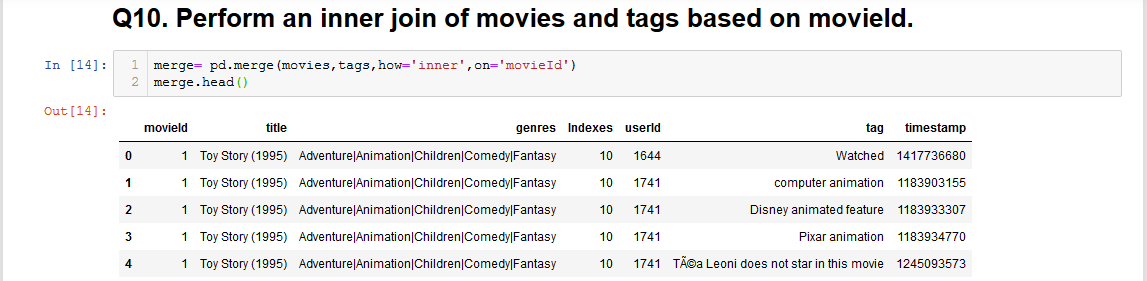 Q10. Perform an inner join of movies and tags based on movieId.
In [14]: 1 merge= pd.merge(movies,tags,how='inner',on='movieId')
2 merge.head()
Out[14]:
movieId title genres Indexes userId tag timestamp
0 1 Toy Story (1995) Adventure|Animation|Children|Comedy|Fantasy 10 1644 Watched 1417736680
1 1 Toy Story (1995) Adventure|Animation|Children|Comedy|Fantasy 10 1741 computer animation 1183903155
2 1 Toy Story (1995) Adventure|Animation|Children|Comedy|Fantasy 10 1741 Disney animated feature 1183933307
3 1 Toy Story (1995) Adventure|Animation|Children|Comedy|Fantasy 10 1741 Pixar animation 1183934770
4 1 Toy Story (1995) Adventure|Animation|Children|Comedy|Fantasy 10 1741 TÃ©a Leoni does not star in this movie 1245093573